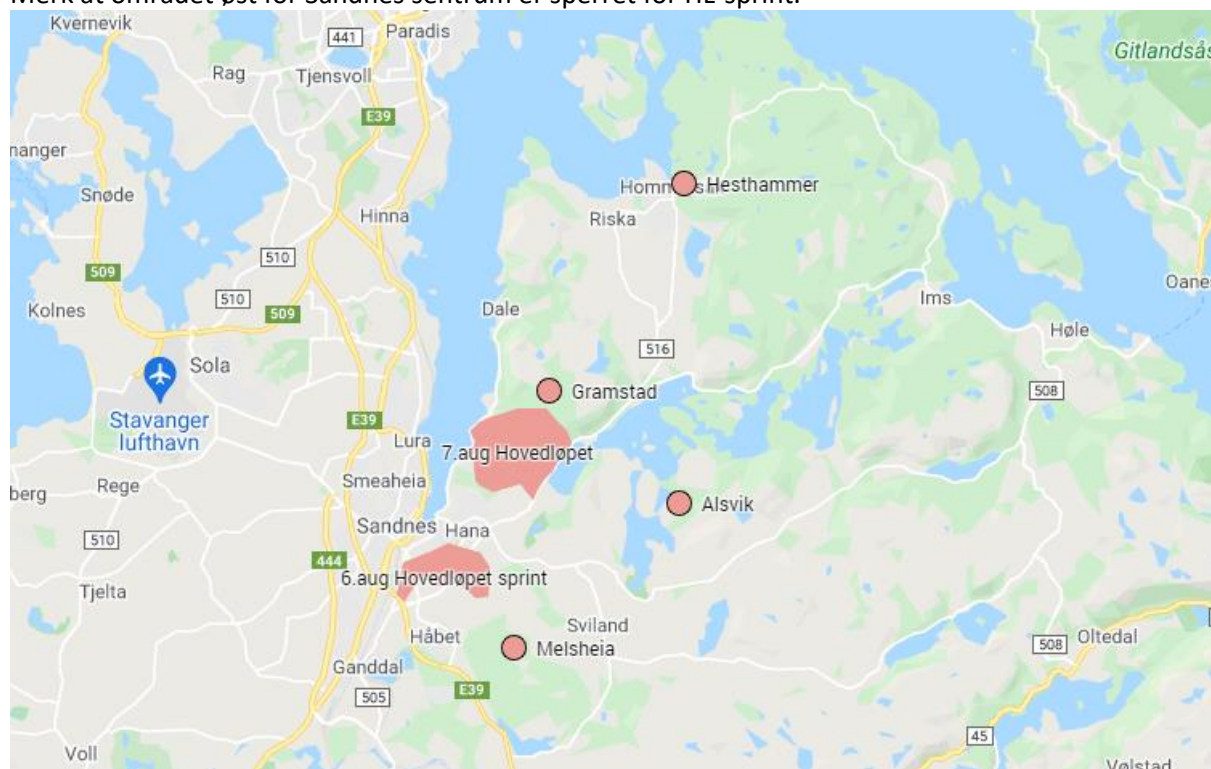 Merk at området øst for Sandnes sentrum er sperret for HL-sprint.
Kvernevik
441
Paradis
Gitlandsås
Rag
Tjensvoll
E39
nanger
Snøde
Hesthammer
Riska
Hinna
510
509
Oane
Kolnes
510
509
Dale
Ims
Høle
516
Sola
Gramstad
508
Stavanger
lufthavn
E39
Lura
7.aug Hovedløpet
Smeaheia
berg
Rege
Alsvik
Sandnes
Hana
510
444
6.aug Hovedløpet sprint
Tjelta
Sviland
Håbet
Melsheia
508
Oltedal
Ganddal
E39
505
45
Voll
Vølstad